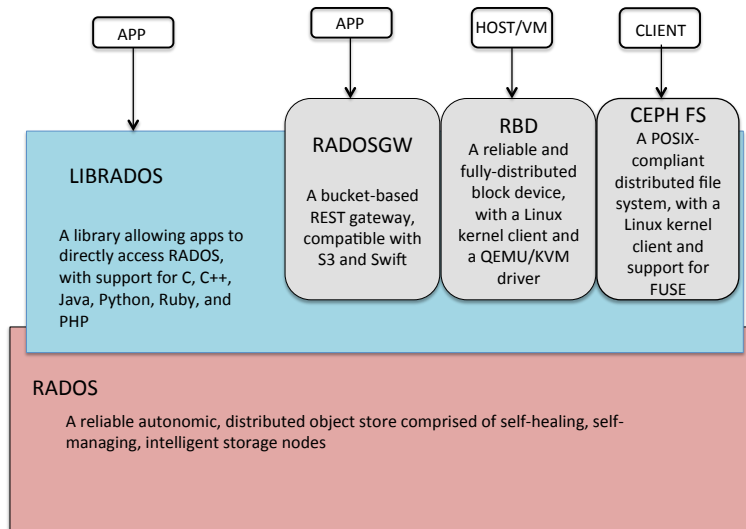 APP
APP
HOST/VM
CLIENT
LIBRADOS
A library allowing apps to
directly access RADOS,
with support for C, C++,
Java, Python, Ruby, and
PHP
RADOSGW
A bucket-based
REST gateway,
compatible with
S3 and Swift
RBD
A reliable and
fully-distributed
block device,
with a Linux
kernel client and
a QEMU/KVM
driver
CEPH FS
A POSIX-
compliant
distributed file
system, with a
Linux kernel
client and
support for
FUSE
RADOS
A reliable autonomic, distributed object store comprised of self-healing, self-
managing, intelligent storage nodes